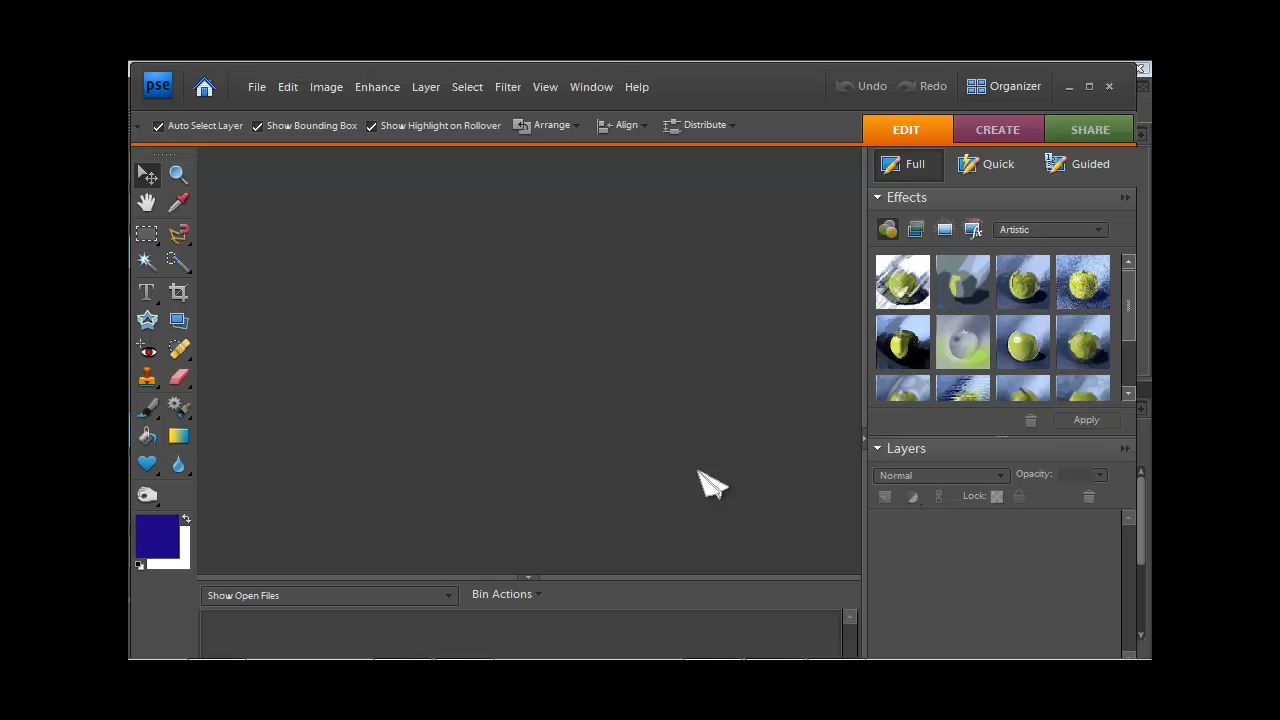 pse File Edit Image Enhance Layer Select Filter View Window Help Undo Redo Organizer
Auto Select Layer Show Bounding Box Show Highlight on Rollover Arrange Align Distribute EDIT CREATE SHARE
Full Quick Guided
Effects
Artistic
Apply
Layers
Normal Opacity:
Lock:
Show Open Files Bin Actions